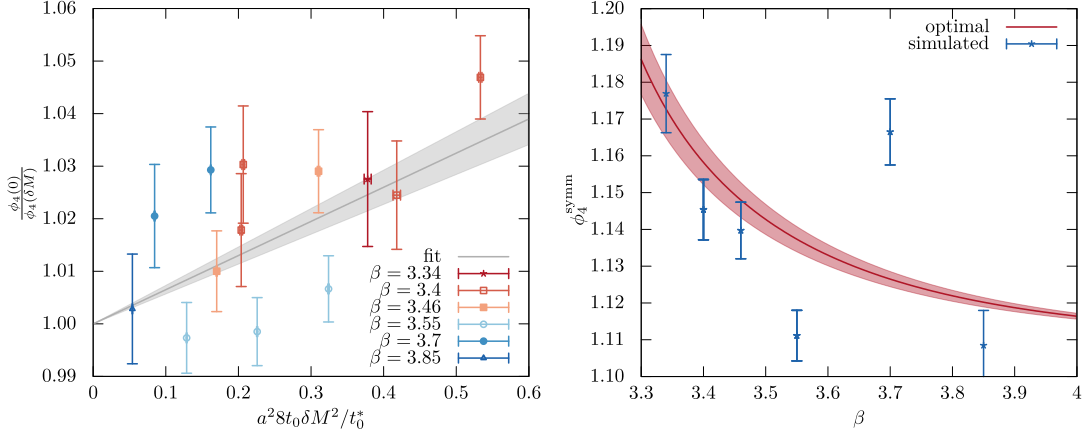 1.06
1.05
1.04
1.03
1.02
1.01
1.00
0.99
ϕ₄(0)
ϕ₄(δM)
0 0.1 0.2 0.3 0.4 0.5 0.6
a²8t₀δM²/t₀*
fit
β = 3.34
β = 3.4
β = 3.46
β = 3.55
β = 3.7
β = 3.85
1.20
1.19
1.18
1.17
1.16
1.15
1.14
1.13
1.12
1.11
1.10
ϕ₄ˢʸᵐᵐ
optimal
simulated
3.3 3.4 3.5 3.6 3.7 3.8 3.9 4
β